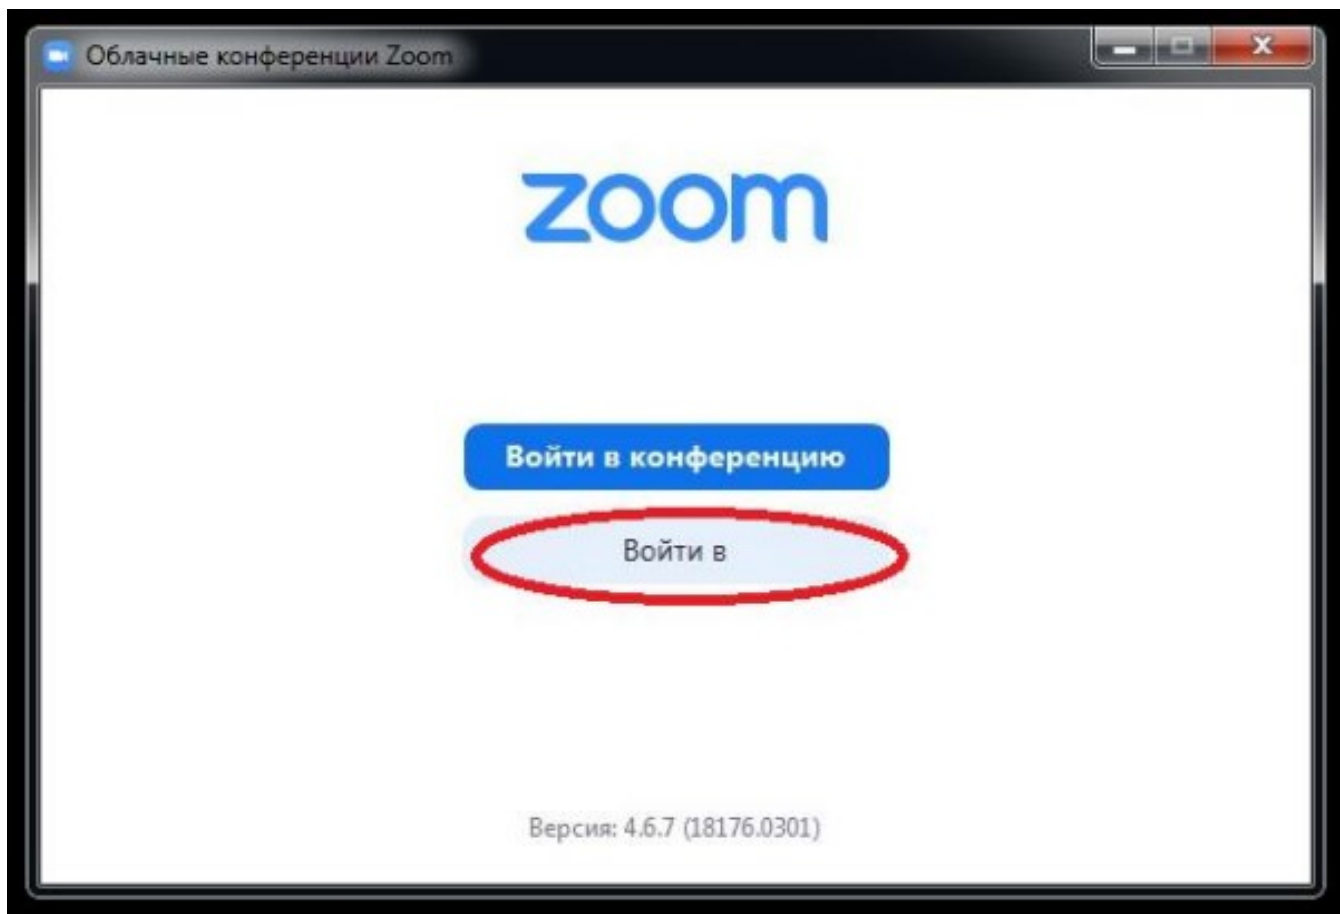 Облачные конференции Zoom
zoom
Войти в конференцию
Войти в
Версия: 4.6.7 (18176.0301)